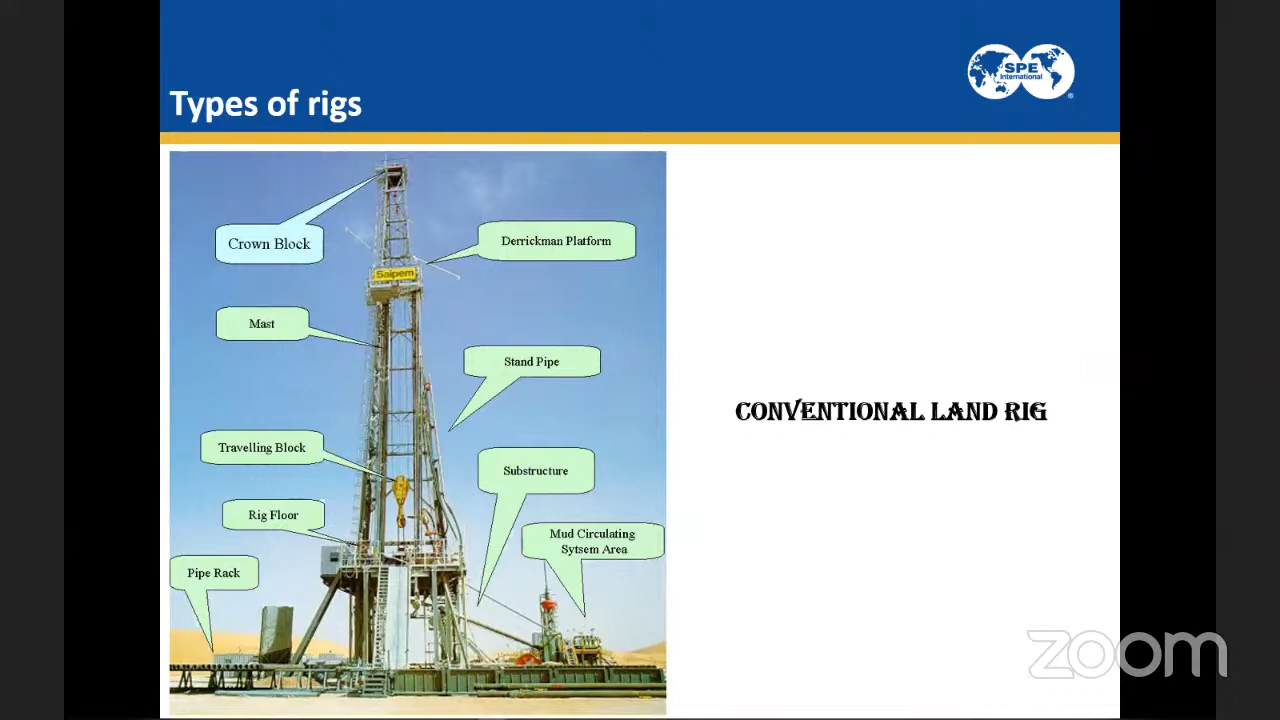 SPE
International
Types of rigs
Crown Block
Derrickman Platform
Saipem
Mast
Stand Pipe
CONVENTIONAL LAND RIG
Travelling Block
Substructure
Rig Floor
Mud Circulating
Sytsem Area
Pipe Rack
zoom